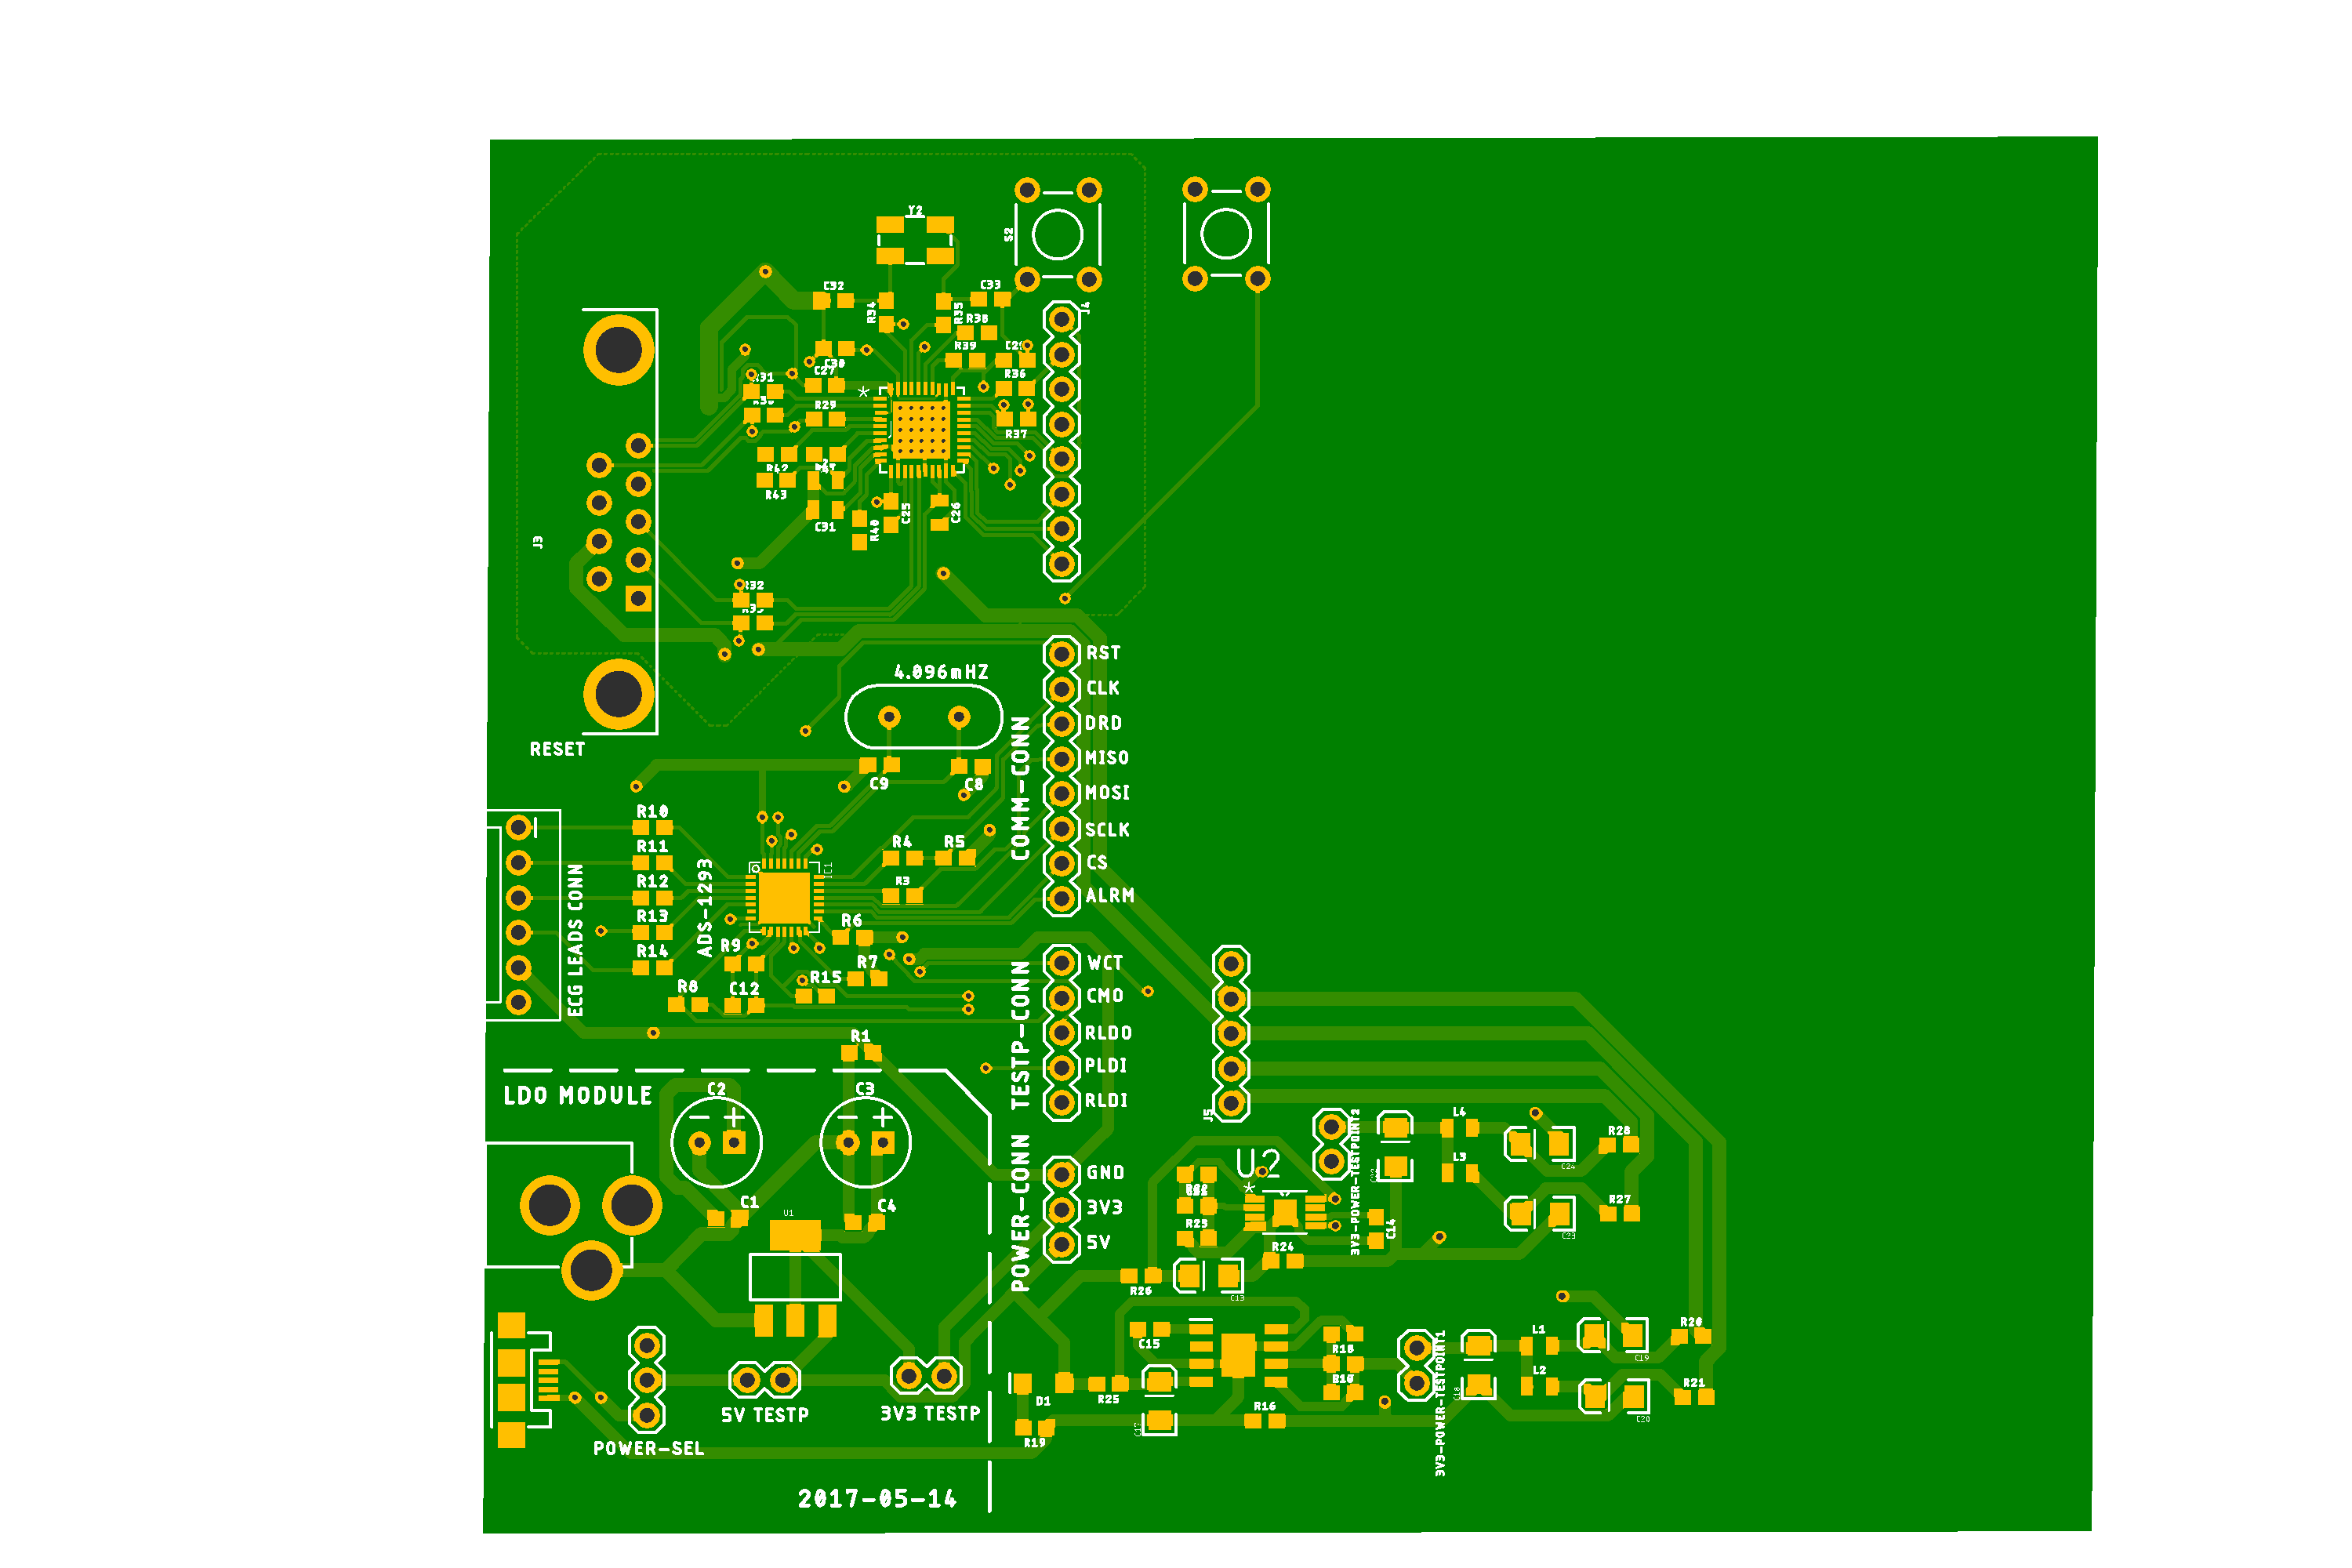 Y2
S2
C32
C33
R34
R35
R38
J4
R39
C30
C27
R36
R29
R37
R42
R43
C31
R40
C25
C26
J3
R32
RST
4.096mHZ
CLK
DRD
COMM-CONN
MISO
MOSI
SCLK
CS
ALRM
RESET
C9
C8
R10
R11
R12
R13
R14
R4
R5
R3
IC1
ADS-1293
ECG LEADS CONN
R6
R9
R7
R15
R8
C12
WCT
CMO
RLDO
PLDI
RLDI
TESTP-CONN
R1
LDO MODULE
C2
C3
J5
3V3-POWER-TESTPOINT2
L4
L3
R28
C24
U2
C1
C4
U1
GND
3V3
5V
POWER-CONN
R23
C14
R27
C23
R24
R26
C13
C15
R18
3V3-POWER-TESTPOINT1
L1
L2
R20
C19
R21
C20
C18
D1
R25
C17
R16
R19
5V TESTP
3V3 TESTP
POWER-SEL
2017-05-14